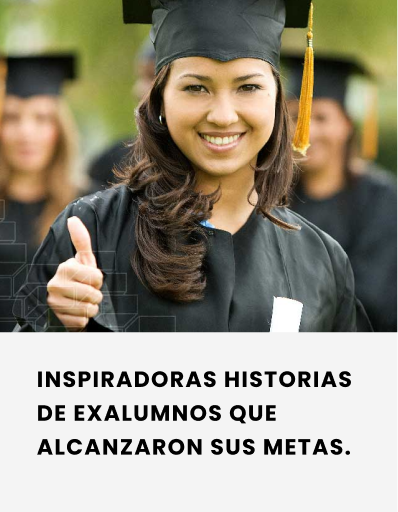 INSPIRADORAS HISTORIAS
DE EXALUMNOS QUE
ALCANZARON SUS METAS.